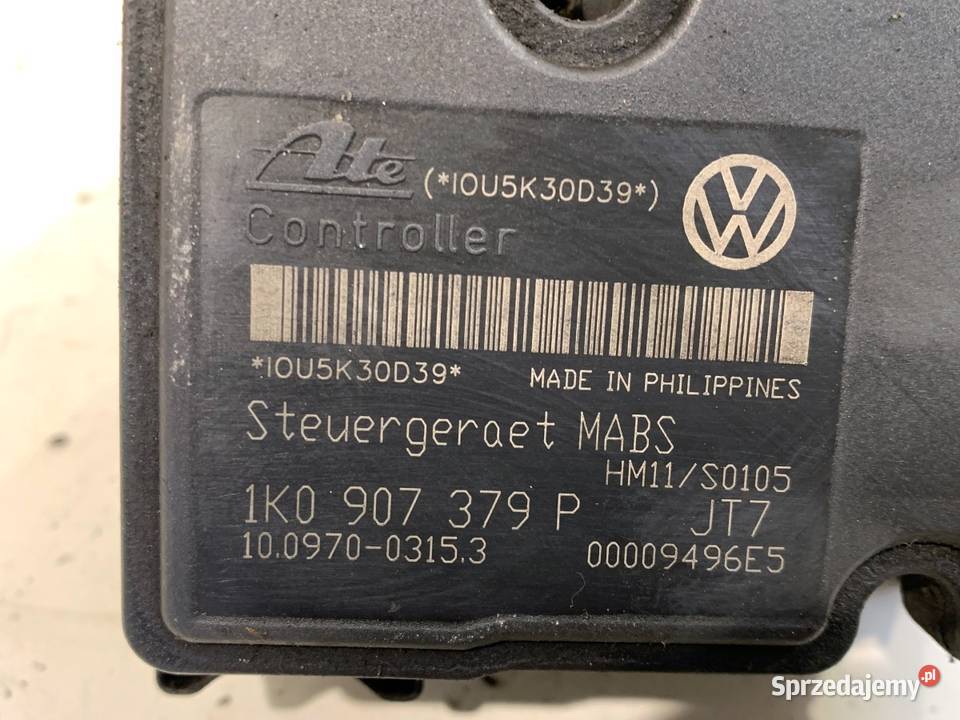 Ate (*IOU5K30D39*)
Controller
*IOU5K30D39* MADE IN PHILIPPINES
Steuergeraet MABS
HM11/S0105
1K0 907 379 P JT7
10.0970-0315.3 00009496E5
Sprzedajemy.pl